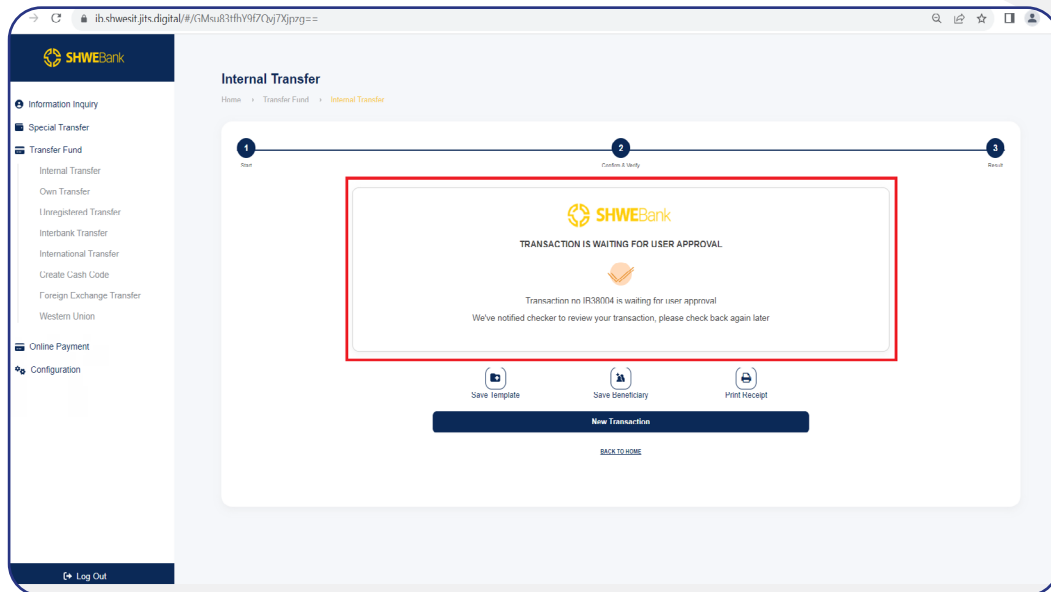 ib.shwesit.jits.digital/#/GMsu83tfhY9f7Qvj7Xjpzg==
SHWEBank
Internal Transfer
Home › Transfer Fund › Internal Transfer
Information Inquiry
Special Transfer
Transfer Fund
Internal Transfer
Own Transfer
Unregistered Transfer
Interbank Transfer
International Transfer
Create Cash Code
Foreign Exchange Transfer
Western Union
Online Payment
Configuration
Log Out
1 2 3
Start Confirm & Verify Result
SHWEBank
TRANSACTION IS WAITING FOR USER APPROVAL
Transaction no IB38004 is waiting for user approval
We've notified checker to review your transaction, please check back again later
Save Template Save Beneficiary Print Receipt
New Transaction
BACK TO HOME